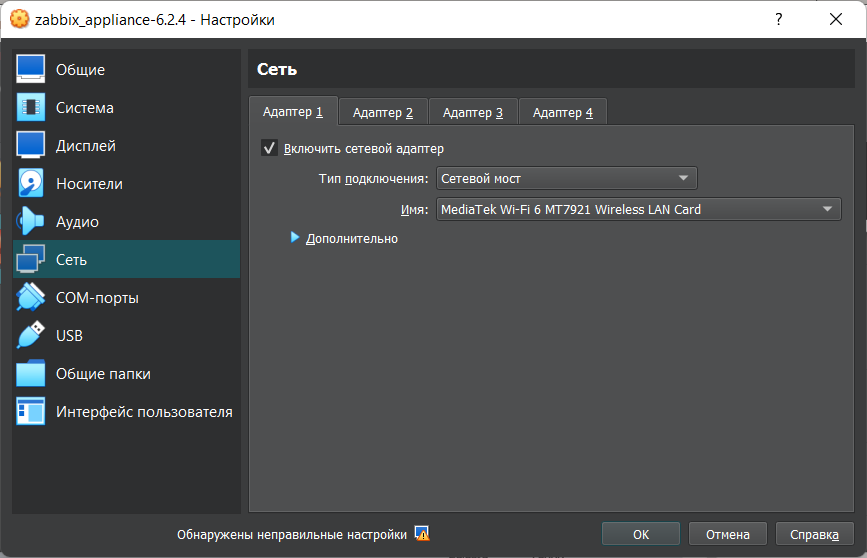 zabbix_appliance-6.2.4 - Настройки
?
Общие
Система
Дисплей
Носители
Аудио
Сеть
COM-порты
USB
Общие папки
Интерфейс пользователя
Сеть
Адаптер 1
Адаптер 2
Адаптер 3
Адаптер 4
Включить сетевой адаптер
Тип подключения: Сетевой мост
Имя: MediaTek Wi-Fi 6 MT7921 Wireless LAN Card
Дополнительно
Обнаружены неправильные настройки
OK
Отмена
Справка